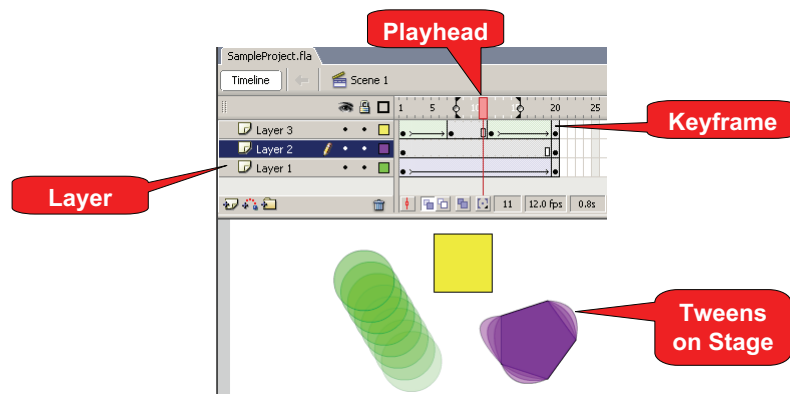 Playhead
SampleProject.fla
Timeline
Scene 1
1 5 10 15 20 25
Layer 3
Keyframe
Layer 2
Layer 1
Layer
11 12.0 fps 0.8s
Tweens
on Stage